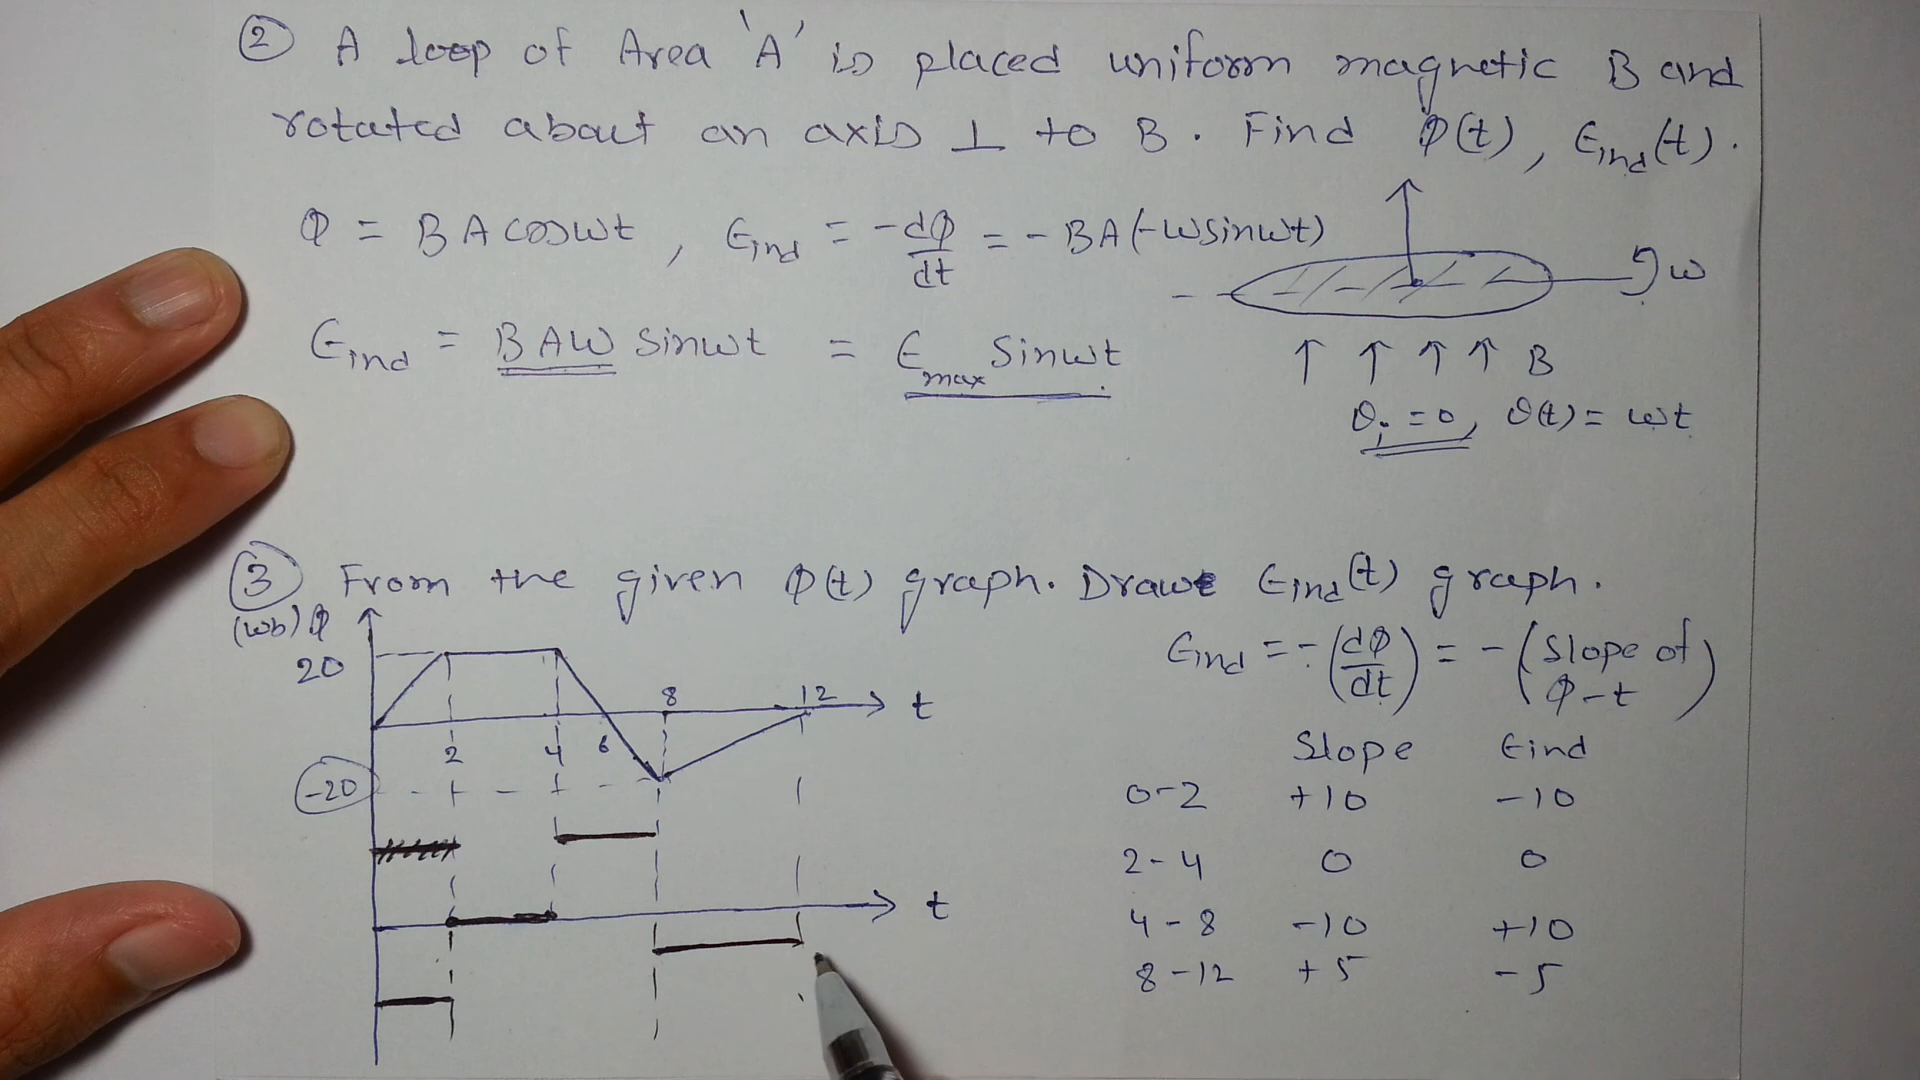 ② A loop of Area 'A' is placed uniform magnetic B and
rotated about an axis ⊥ to B. Find φ(t), Eind(t).
φ = BA cosωt, Eind = -dφ/dt = -BA(-ωsinωt)
ω
Eind = BAW sinωt = Emax sinωt
↑ ↑ ↑ ↑ B
θi = 0, θ(t) = ωt
③ From the given φ(t) graph. Draw Eind(t) graph.
(wb) φ
20
Eind = -(dφ/dt) = -(slope of φ-t)
8 12 t
2 4 6
-20
Slope Eind
0-2 +10 -10
2-4 0 0
t
4-8 -10 +10
8-12 +5 -5